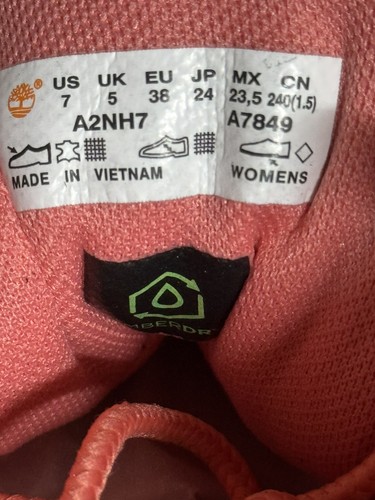 US UK EU JP MX CN
7 5 38 24 23,5 240(1.5)
A2NH7 A7849
MADE IN VIETNAM WOMENS